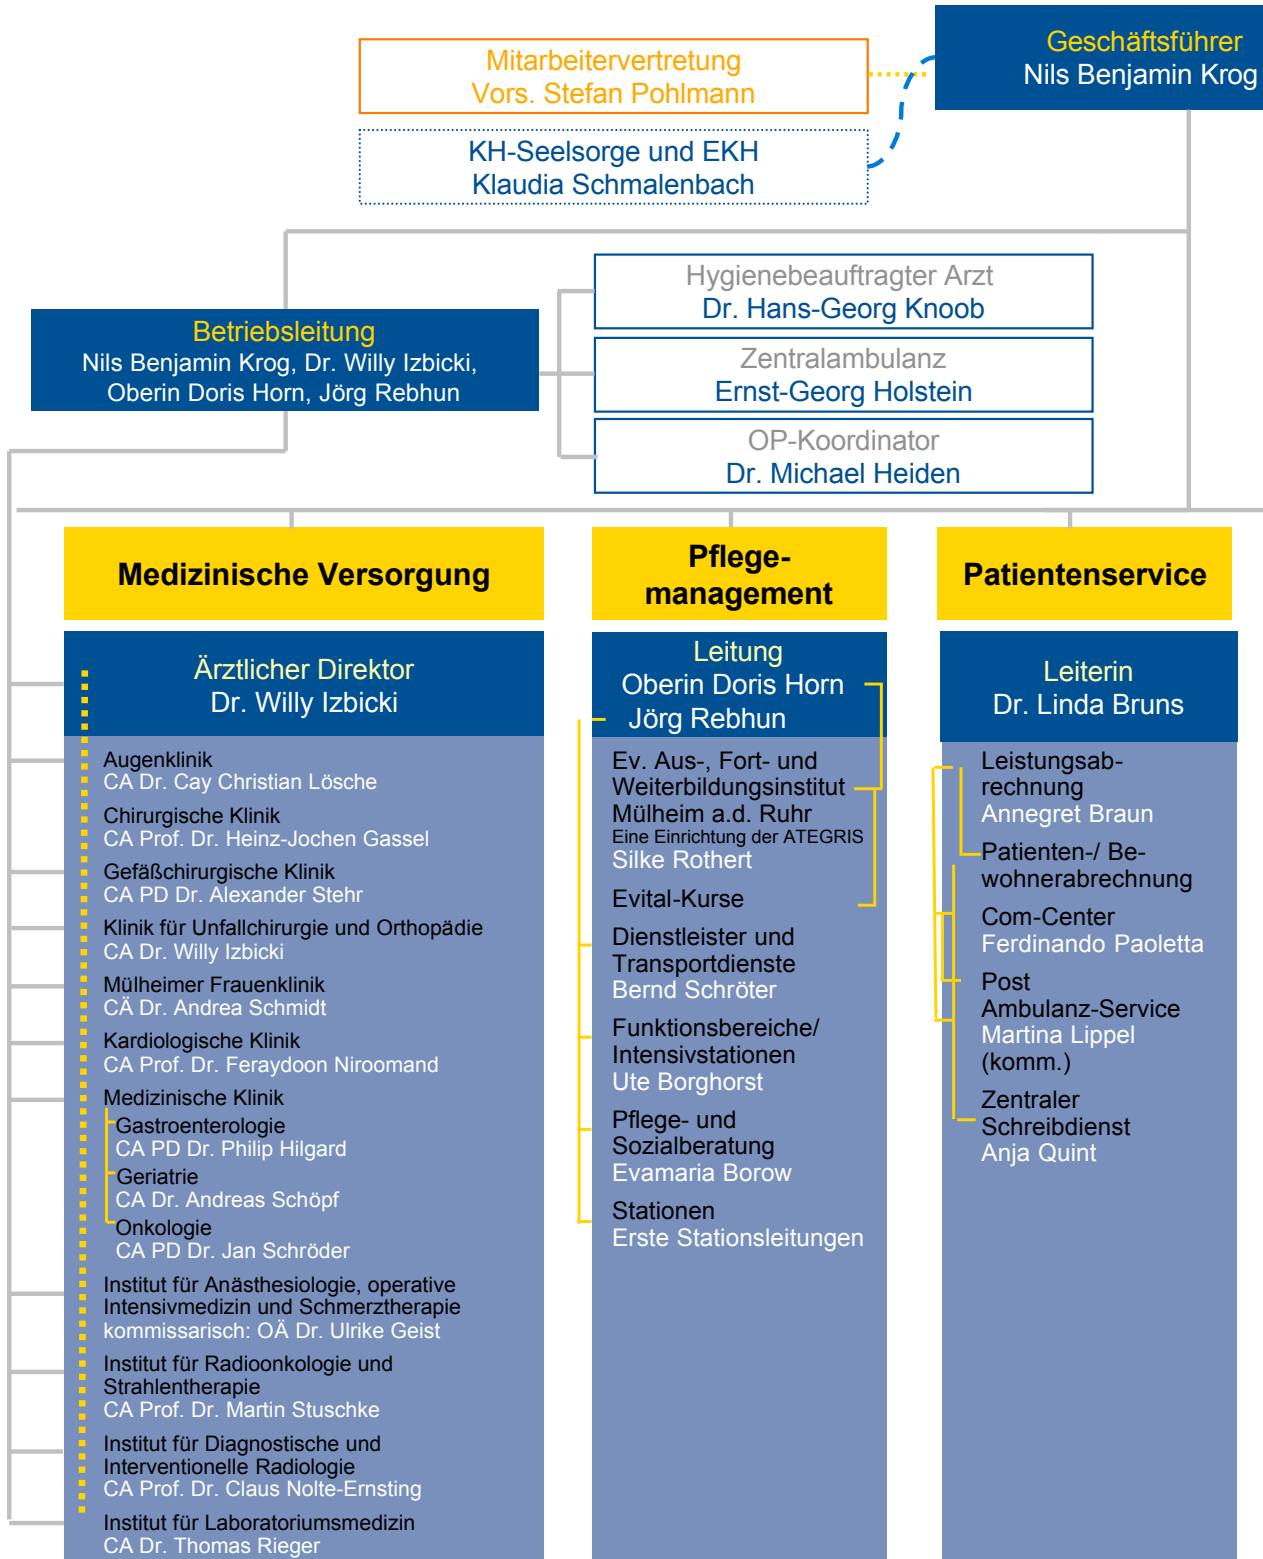 Geschäftsführer
Nils Benjamin Krog
Mitarbeitervertretung
Vors. Stefan Pohlmann
KH-Seelsorge und EKH
Klaudia Schmalenbach
Betriebsleitung
Nils Benjamin Krog, Dr. Willy Izbicki,
Oberin Doris Horn, Jörg Rebhun
Hygienebeauftragter Arzt
Dr. Hans-Georg Knoob
Zentralambulanz
Ernst-Georg Holstein
OP-Koordinator
Dr. Michael Heiden
Medizinische Versorgung
Ärztlicher Direktor
Dr. Willy Izbicki
Augenklinik
CA Dr. Cay Christian Lösche
Chirurgische Klinik
CA Prof. Dr. Heinz-Jochen Gassel
Gefäßchirurgische Klinik
CA PD Dr. Alexander Stehr
Klinik für Unfallchirurgie und Orthopädie
CA Dr. Willy Izbicki
Mülheimer Frauenklinik
CÄ Dr. Andrea Schmidt
Kardiologische Klinik
CA Prof. Dr. Feraydoon Niroomand
Medizinische Klinik
Gastroenterologie
CA PD Dr. Philip Hilgard
Geriatrie
CA Dr. Andreas Schöpf
Onkologie
CA PD Dr. Jan Schröder
Institut für Anästhesiologie, operative
Intensivmedizin und Schmerztherapie
kommissarisch: OÄ Dr. Ulrike Geist
Institut für Radioonkologie und
Strahlentherapie
CA Prof. Dr. Martin Stuschke
Institut für Diagnostische und
Interventionelle Radiologie
CA Prof. Dr. Claus Nolte-Ernsting
Institut für Laboratoriumsmedizin
CA Dr. Thomas Rieger
Pflege-
management
Leitung
Oberin Doris Horn
Jörg Rebhun
Ev. Aus-, Fort- und
Weiterbildungsinstitut
Mülheim a.d. Ruhr
Eine Einrichtung der ATEGRIS
Silke Rothert
Evital-Kurse
Dienstleister und
Transportdienste
Bernd Schröter
Funktionsbereiche/
Intensivstationen
Ute Borghorst
Pflege- und
Sozialberatung
Evamaria Borow
Stationen
Erste Stationsleitungen
Patientenservice
Leiterin
Dr. Linda Bruns
Leistungsab-
rechnung
Annegret Braun
Patienten-/ Be-
wohnerabrechnung
Com-Center
Ferdinando Paoletta
Post
Ambulanz-Service
Martina Lippel
(komm.)
Zentraler
Schreibdienst
Anja Quint